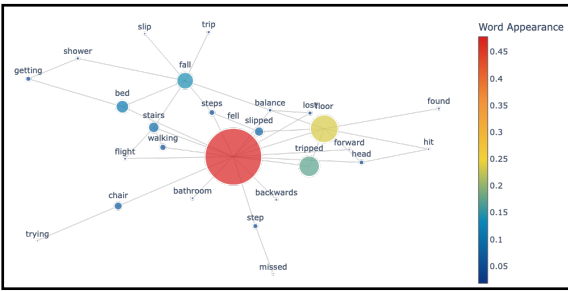 Word Appearance
slip
trip
shower
fall
getting
bed
steps
balance
lost
floor
found
stairs
fell
slipped
walking
tripped
forward
hit
flight
head
chair
bathroom
backwards
step
trying
missed
0.45
0.4
0.35
0.3
0.25
0.2
0.15
0.1
0.05